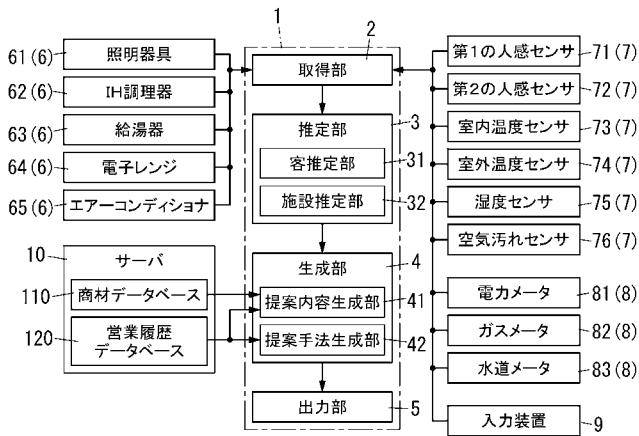 61(6)
照明器具
62(6)
IH調理器
63(6)
給湯器
64(6)
電子レンジ
65(6)
エアーコンディショナ
10
サーバ
110
商材データベース
120
営業履歴
データベース
1
2
取得部
推定部
3
客推定部
31
施設推定部
32
生成部
4
提案内容生成部
41
提案手法生成部
42
出力部
5
第1の人感センサ
71(7)
第2の人感センサ
72(7)
室内温度センサ
73(7)
室外温度センサ
74(7)
湿度センサ
75(7)
空気汚れセンサ
76(7)
電力メータ
81(8)
ガスメータ
82(8)
水道メータ
83(8)
入力装置
9